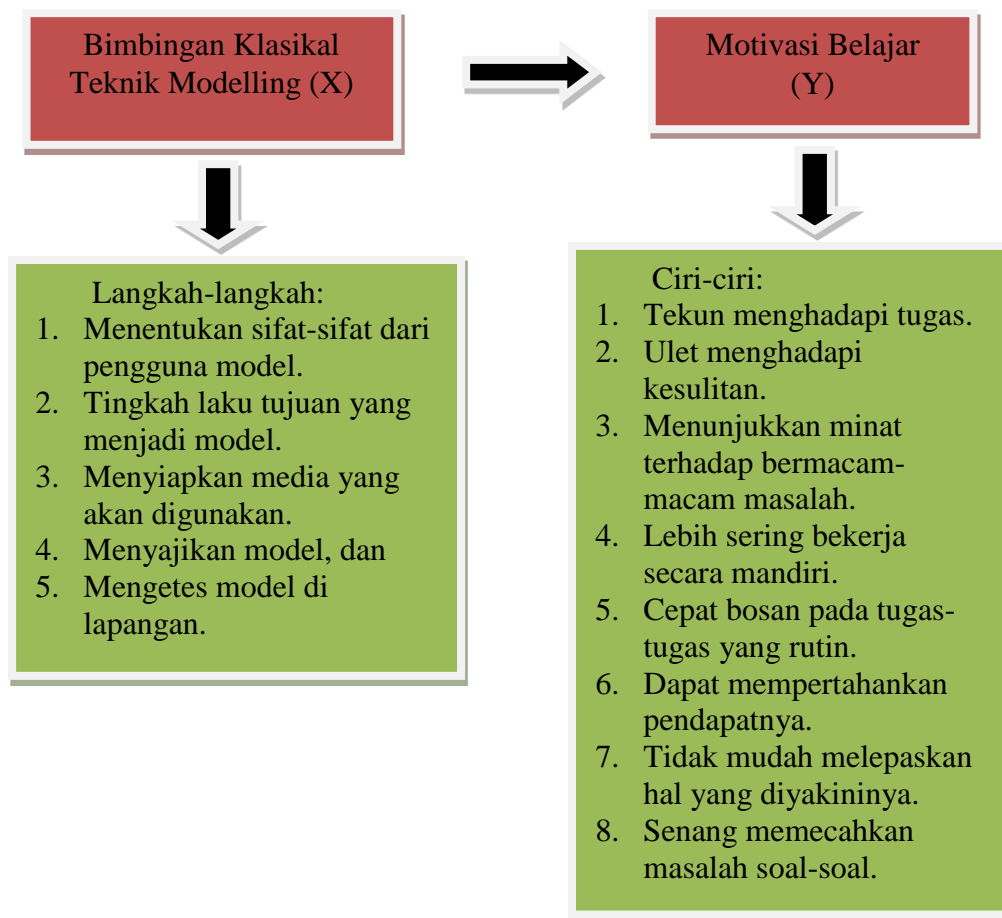 Bimbingan Klasikal
Teknik Modelling (X)
Motivasi Belajar
(Y)
Langkah-langkah:
1. Menentukan sifat-sifat dari
pengguna model.
2. Tingkah laku tujuan yang
menjadi model.
3. Menyiapkan media yang
akan digunakan.
4. Menyajikan model, dan
5. Mengetes model di
lapangan.
Ciri-ciri:
1. Tekun menghadapi tugas.
2. Ulet menghadapi
kesulitan.
3. Menunjukkan minat
terhadap bermacam-
macam masalah.
4. Lebih sering bekerja
secara mandiri.
5. Cepat bosan pada tugas-
tugas yang rutin.
6. Dapat mempertahankan
pendapatnya.
7. Tidak mudah melepaskan
hal yang diyakininya.
8. Senang memecahkan
masalah soal-soal.